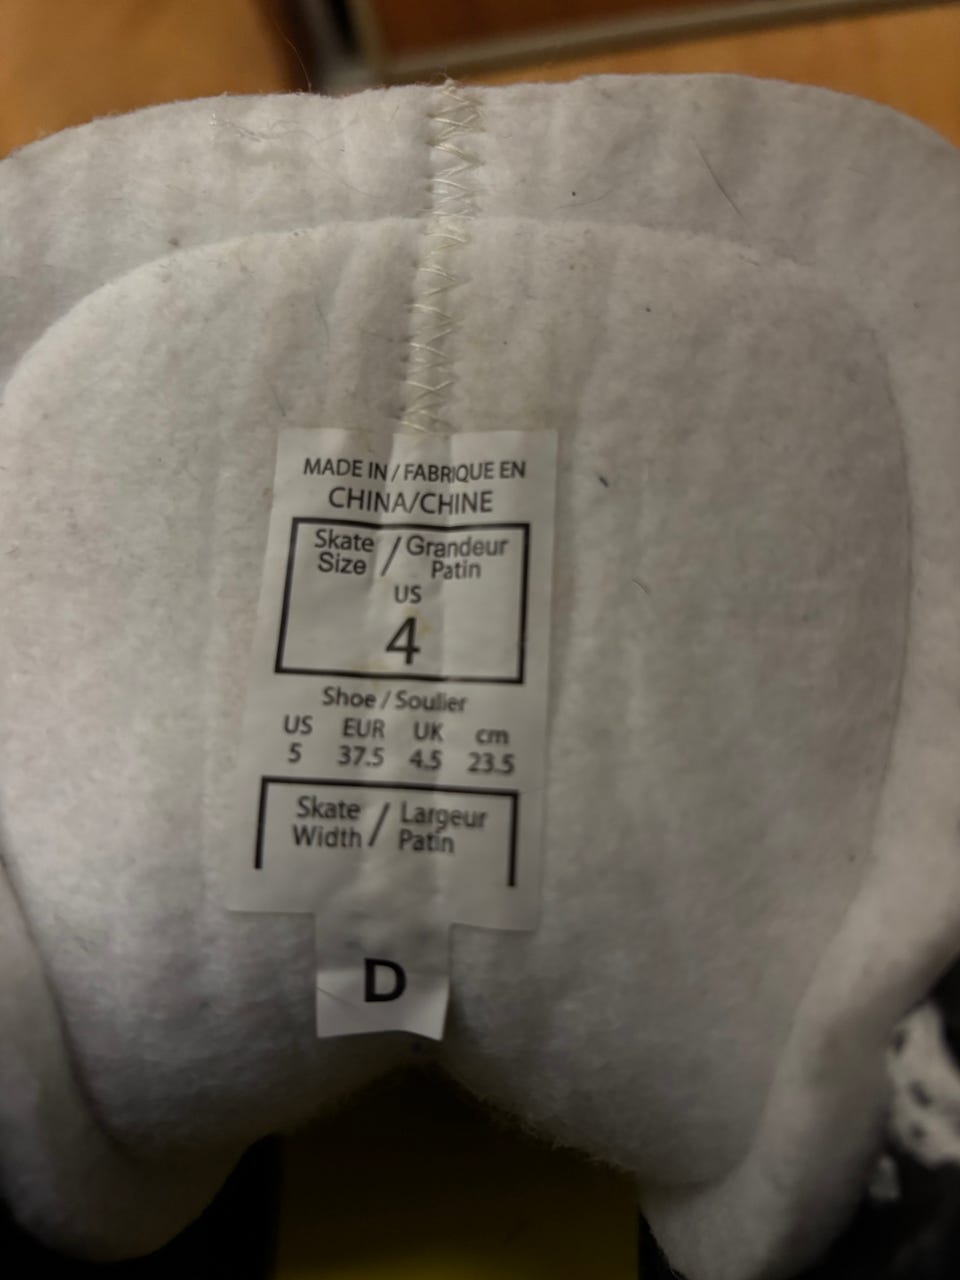 MADE IN / FABRIQUE EN
CHINA/CHINE
Skate Size / Grandeur Patin
US
4
Shoe / Soulier
US EUR UK cm
5 37.5 4.5 23.5
Skate Width / Largeur Patin
D